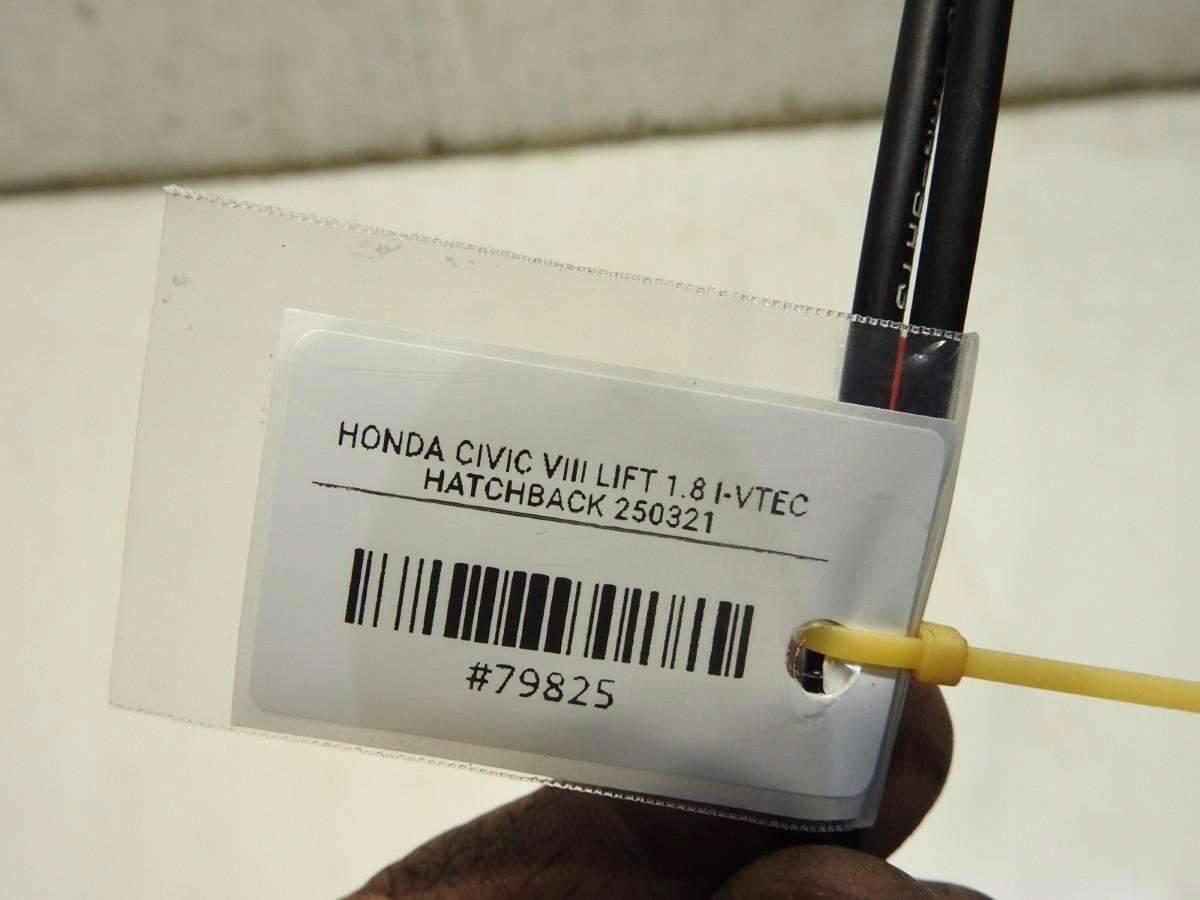 HONDA CIVIC VIII LIFT 1.8 I-VTEC
HATCHBACK 250321
#79825